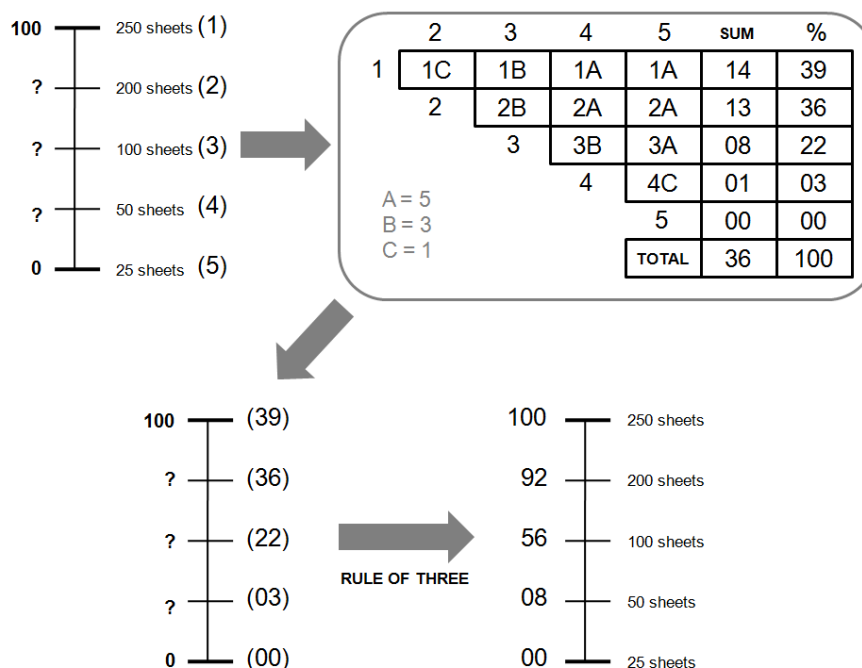 100 250 sheets (1)
? 200 sheets (2)
? 100 sheets (3)
? 50 sheets (4)
0 25 sheets (5)
2 3 4 5 SUM %
1 1C 1B 1A 1A 14 39
2 2B 2A 2A 13 36
3 3B 3A 08 22
4 4C 01 03
5 00 00
TOTAL 36 100
A = 5
B = 3
C = 1
100 (39)
? (36)
? (22)
? (03)
0 (00)
RULE OF THREE
100 250 sheets
92 200 sheets
56 100 sheets
08 50 sheets
00 25 sheets